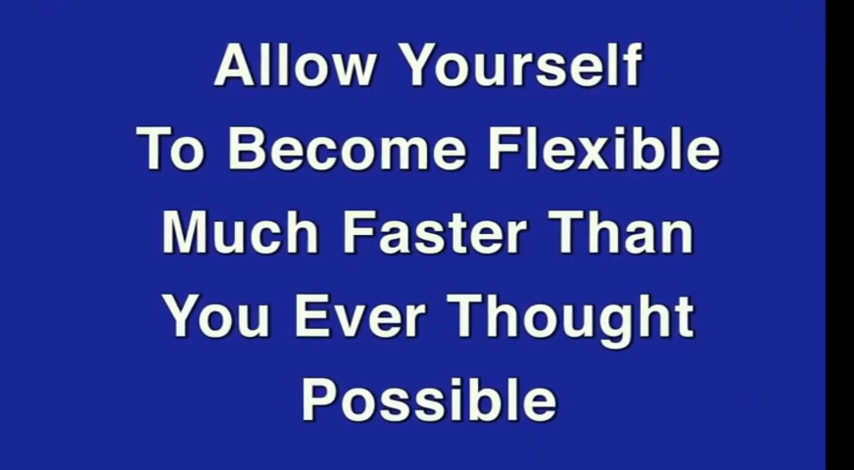 Allow Yourself
To Become Flexible
Much Faster Than
You Ever Thought
Possible